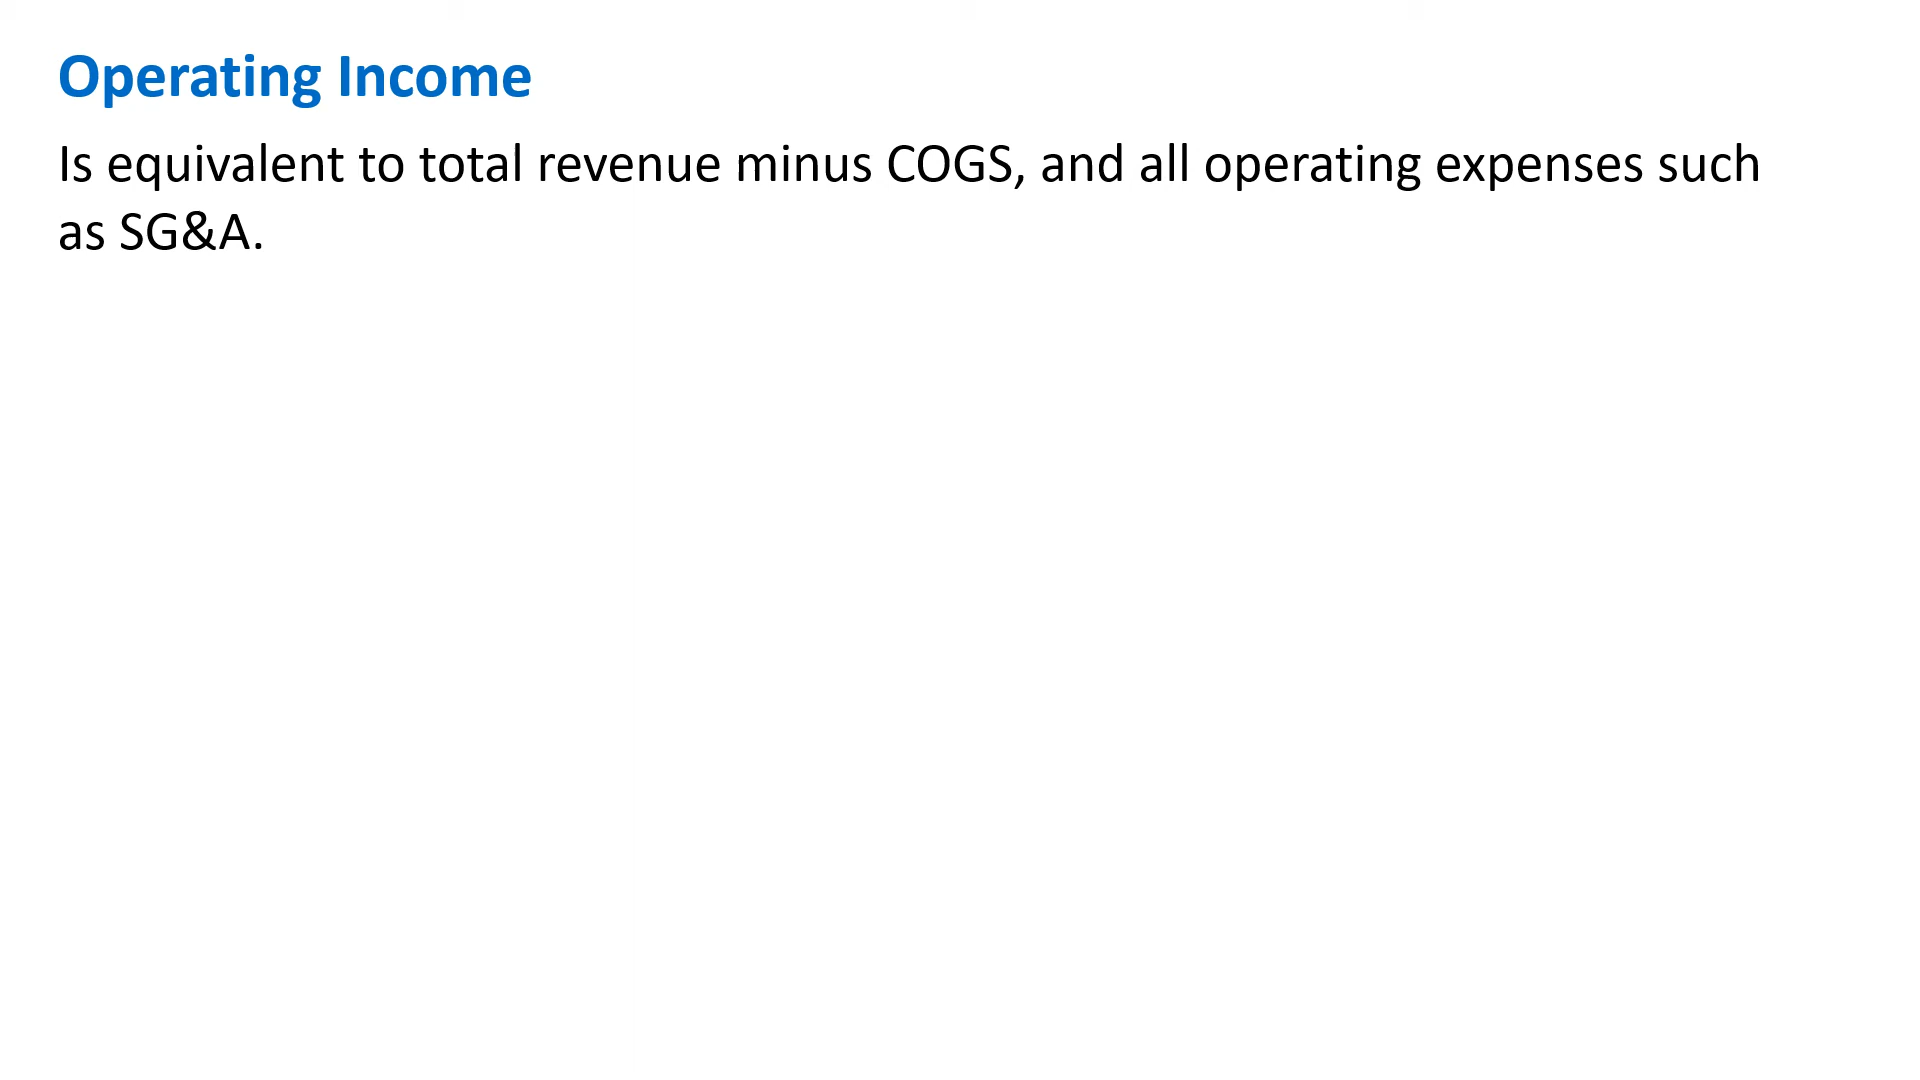 Operating Income
Is equivalent to total revenue minus COGS, and all operating expenses such
as SG&A.